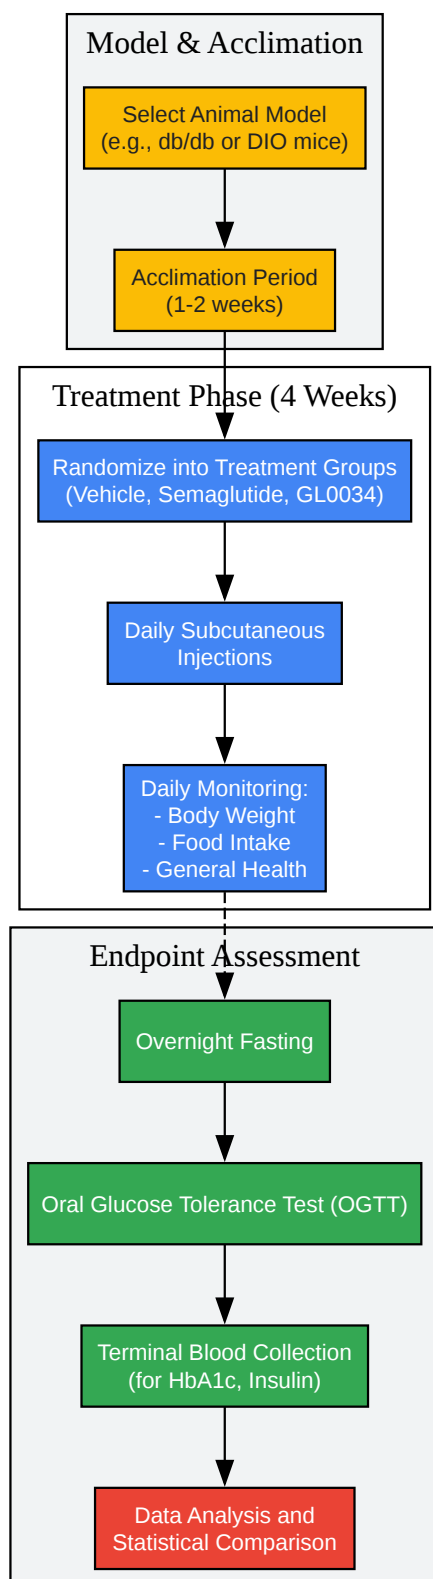 Model & Acclimation
Select Animal Model
(e.g., db/db or DIO mice)
Acclimation Period
(1-2 weeks)
Treatment Phase (4 Weeks)
Randomize into Treatment Groups
(Vehicle, Semaglutide, GL0034)
Daily Subcutaneous
Injections
Daily Monitoring:
- Body Weight
- Food Intake
- General Health
Endpoint Assessment
Overnight Fasting
Oral Glucose Tolerance Test (OGTT)
Terminal Blood Collection
(for HbA1c, Insulin)
Data Analysis and
Statistical Comparison